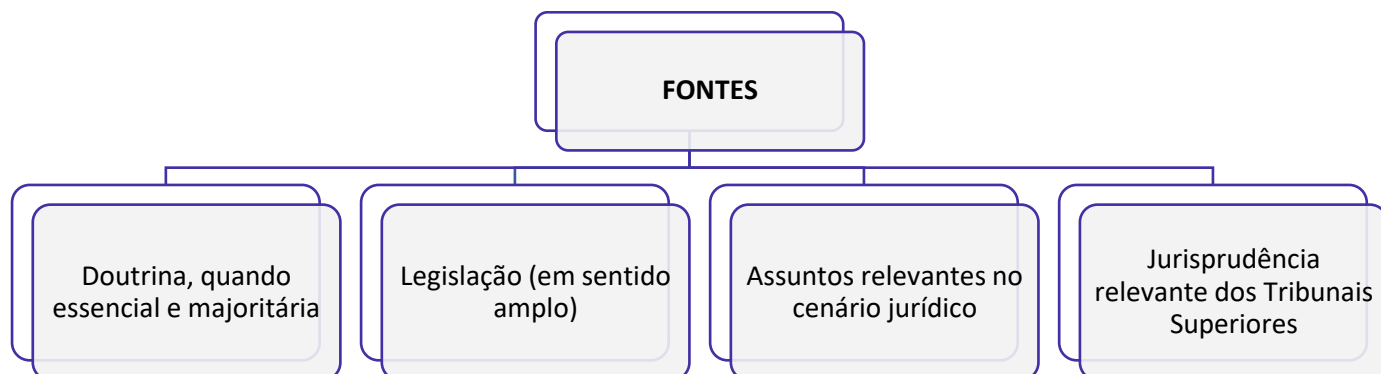 FONTES
Doutrina, quando
essencial e majoritária
Legislação (em sentido
amplo)
Assuntos relevantes no
cenário jurídico
Jurisprudência
relevante dos Tribunais
Superiores